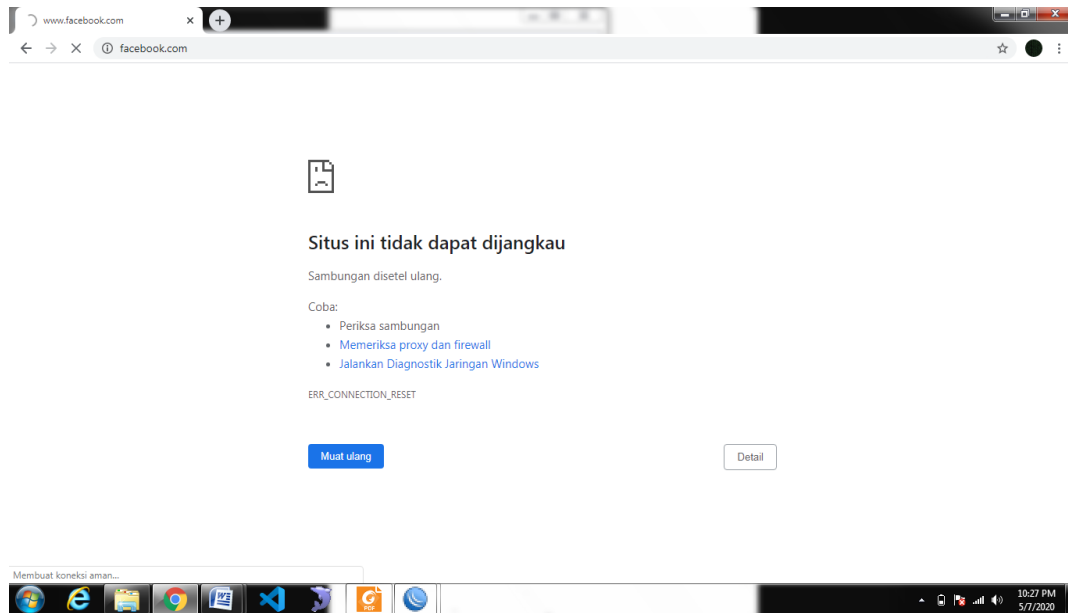 www.facebook.com
facebook.com
Situs ini tidak dapat dijangkau
Sambungan disetel ulang.
Coba:
Periksa sambungan
Memeriksa proxy dan firewall
Jalankan Diagnostik Jaringan Windows
ERR_CONNECTION_RESET
Muat ulang
Detail
Membuat koneksi aman...
10:27 PM
5/7/2020